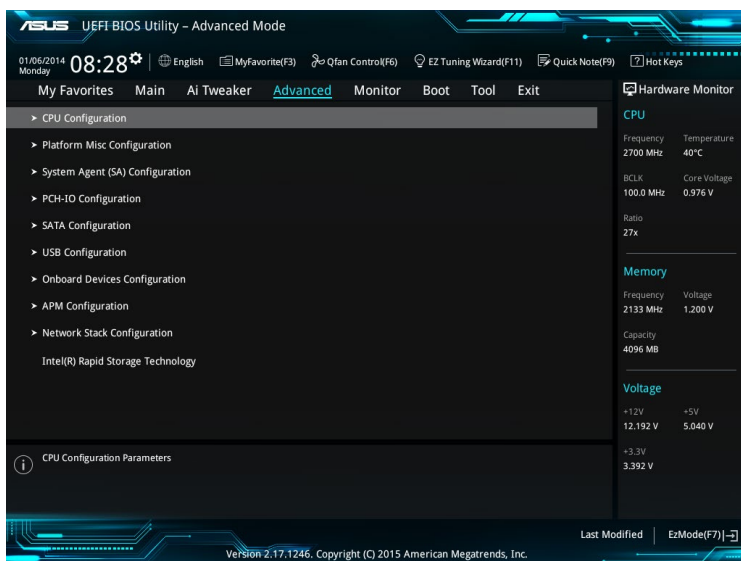 ASUS UEFI BIOS Utility – Advanced Mode
01/06/2014
Monday
08:28
English
MyFavorite(F3)
Qfan Control(F6)
EZ Tuning Wizard(F11)
Quick Note(F9)
? Hot Keys
My Favorites Main Ai Tweaker Advanced Monitor Boot Tool Exit
Hardware Monitor
> CPU Configuration
> Platform Misc Configuration
> System Agent (SA) Configuration
> PCH-IO Configuration
> SATA Configuration
> USB Configuration
> Onboard Devices Configuration
> APM Configuration
> Network Stack Configuration
Intel(R) Rapid Storage Technology
CPU
Frequency Temperature
2700 MHz 40°C
BCLK Core Voltage
100.0 MHz 0.976 V
Ratio
27x
Memory
Frequency Voltage
2133 MHz 1.200 V
Capacity
4096 MB
Voltage
+12V +5V
12.192 V 5.040 V
+3.3V
3.392 V
i CPU Configuration Parameters
Last Modified
EzMode(F7)
Version 2.17.1246. Copyright (C) 2015 American Megatrends, Inc.